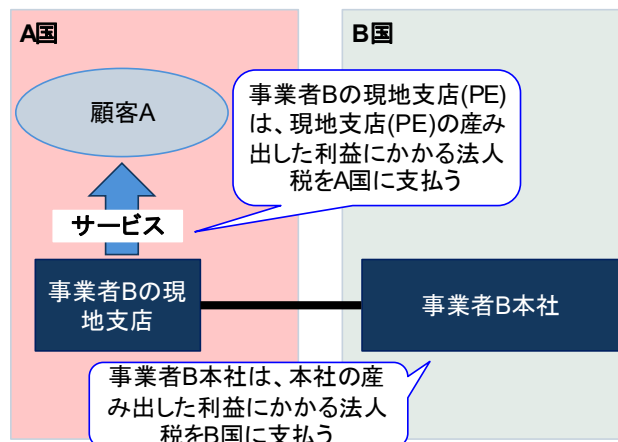 A国
B国
顧客A
事業者Bの現地支店(PE)
は、現地支店(PE)の産み
出した利益にかかる法人
税をA国に支払う
サービス
事業者Bの現
地支店
事業者B本社
事業者B本社は、本社の産
み出した利益にかかる法人
税をB国に支払う